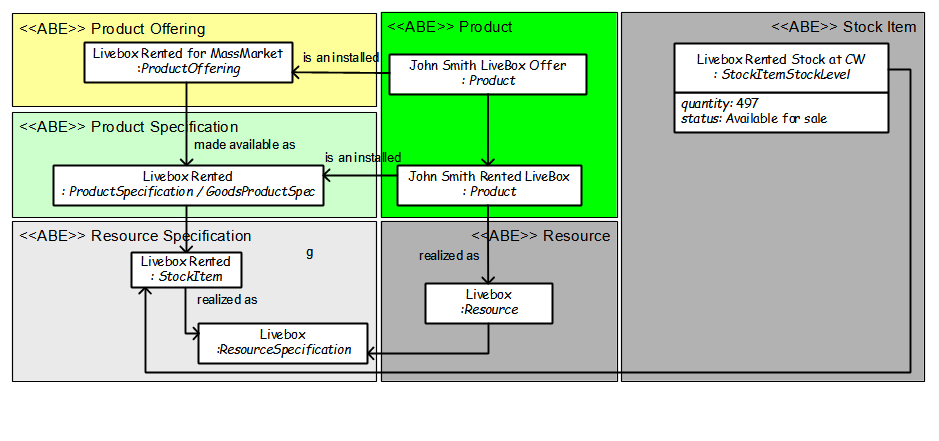 <<ABE>> Product Offering
Livebox Rented for MassMarket
:ProductOffering
is an installed
<<ABE>> Product
John Smith LiveBox Offer
: Product
<<ABE>> Stock Item
Livebox Rented Stock at CW
: StockItemStockLevel
quantity: 497
status: Available for sale
<<ABE>> Product Specification
made available as
Livebox Rented
: ProductSpecification / GoodsProductSpec
is an installed
John Smith Rented LiveBox
: Product
<<ABE>> Resource Specification
g
Livebox Rented
: StockItem
realized as
Livebox
:ResourceSpecification
<<ABE>> Resource
realized as
Livebox
:Resource